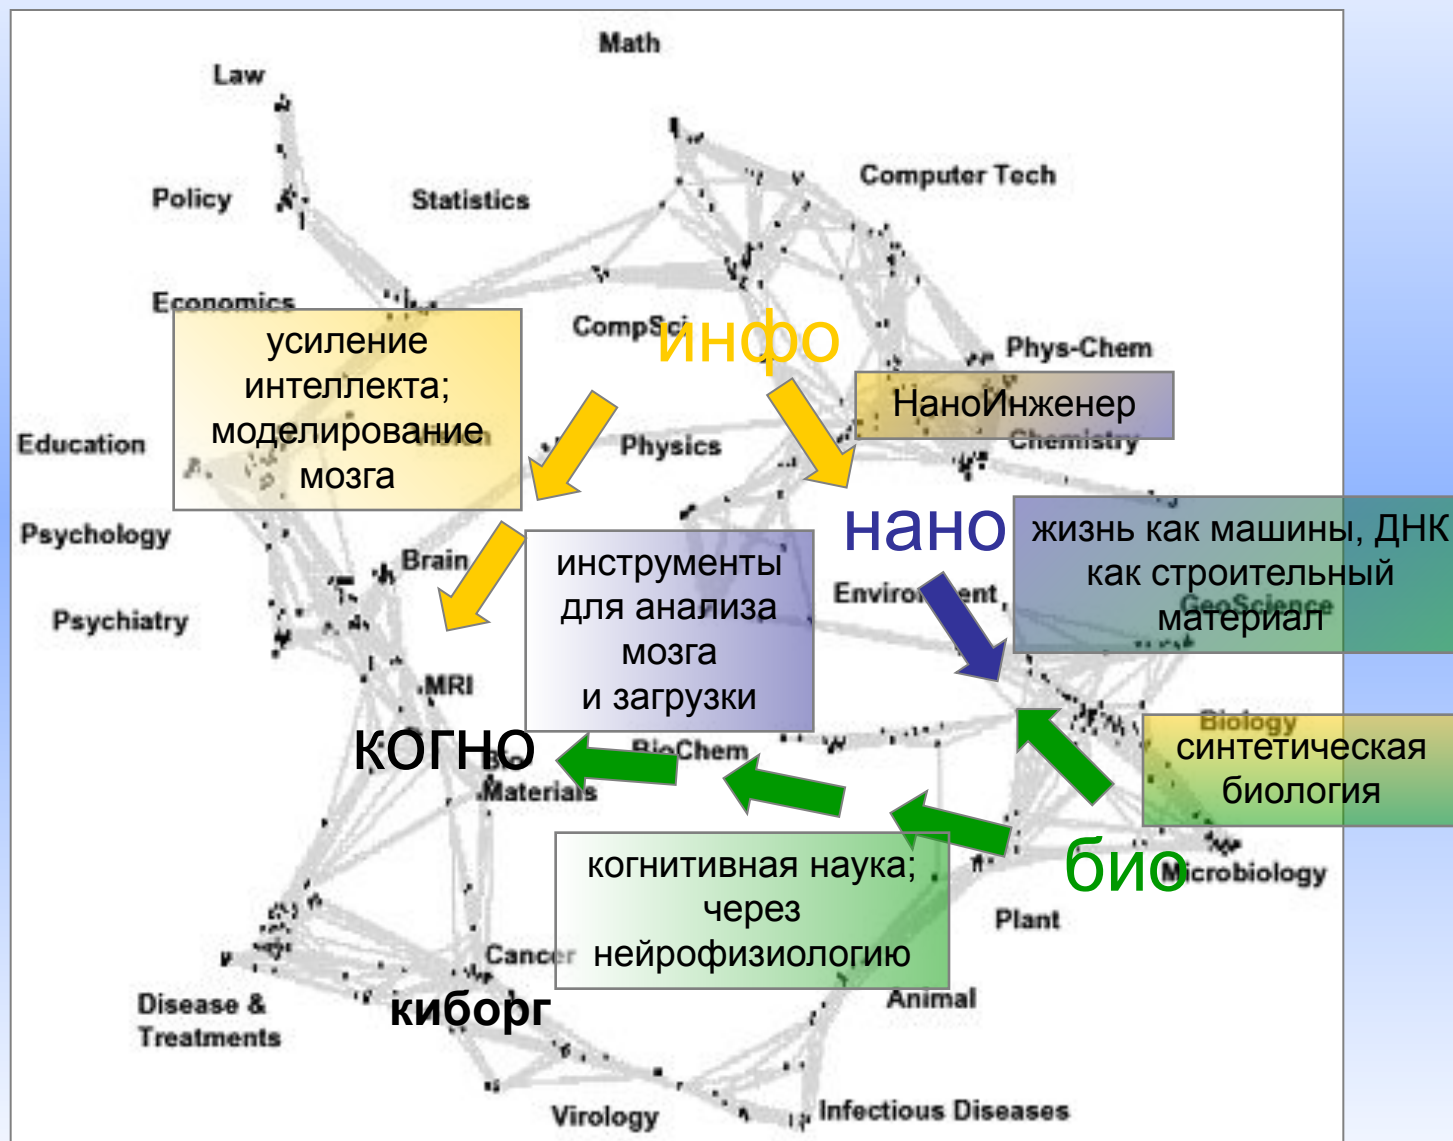 Math
Law
Computer Tech
Policy
Statistics
Economics
усиление
интеллекта;
моделирование
мозга
CompSci
инфо
Phys-Chem
НаноИнженер
Education
Physics
Chemistry
нано
жизнь как машины, ДНК
как строительный
материал
Psychology
Brain
инструменты
для анализа
мозга
и загрузки
Environment
GeoScience
Psychiatry
MRI
Biology
когно
BioChem
синтетическая
биология
Bio
Materials
био
Microbiology
когнитивная наука;
через
нейрофизиологию
Plant
Cancer
Animal
киборг
Disease &
Treatments
Virology
Infectious Diseases